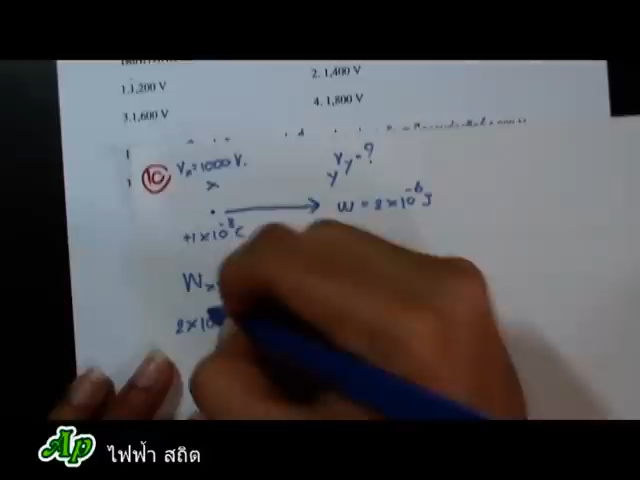 1.1,200 V
2. 1,400 V
3.1,600 V
4. 1,800 V
10 Vx = 1000 V.
Vy = ?
x
y
+1 × 10⁻⁸ C
W = 2 × 10⁻⁶ J
Wx
2 × 10
Ap ไฟฟ้า สถิต